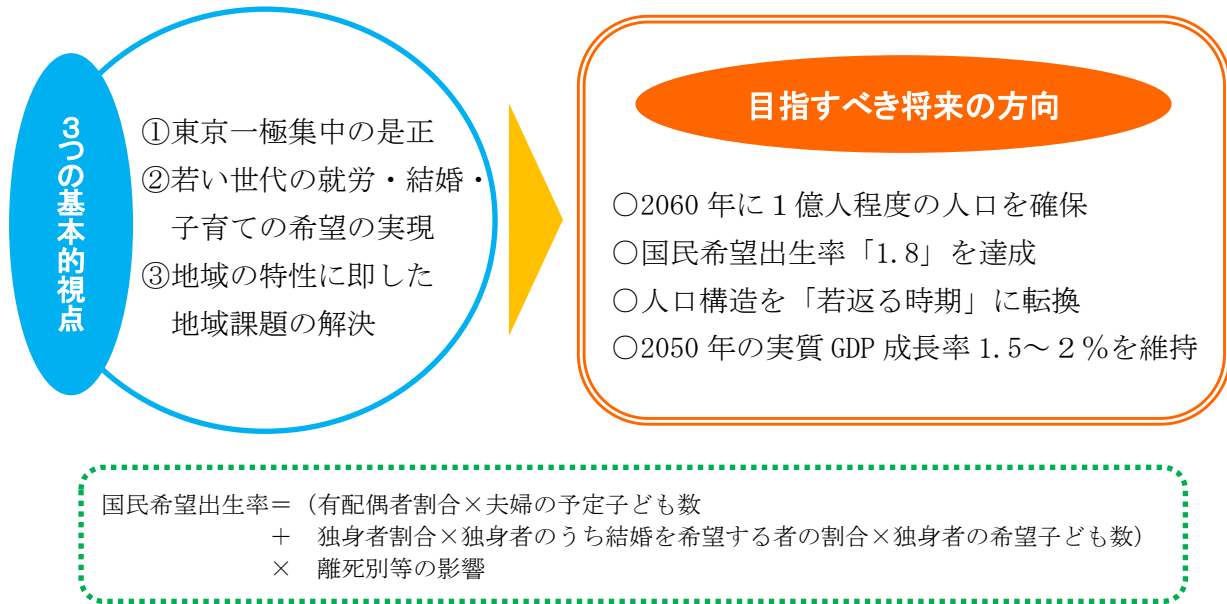 3つの基本的視点
①東京一極集中の是正
②若い世代の就労・結婚・
子育ての希望の実現
③地域の特性に即した
地域課題の解決
目指すべき将来の方向
○2060年に1億人程度の人口を確保
○国民希望出生率「1.8」を達成
○人口構造を「若返る時期」に転換
○2050年の実質GDP成長率1.5～2％を維持
国民希望出生率＝（有配偶者割合×夫婦の予定子ども数
＋　独身者割合×独身者のうち結婚を希望する者の割合×独身者の希望子ども数）
×　離死別等の影響